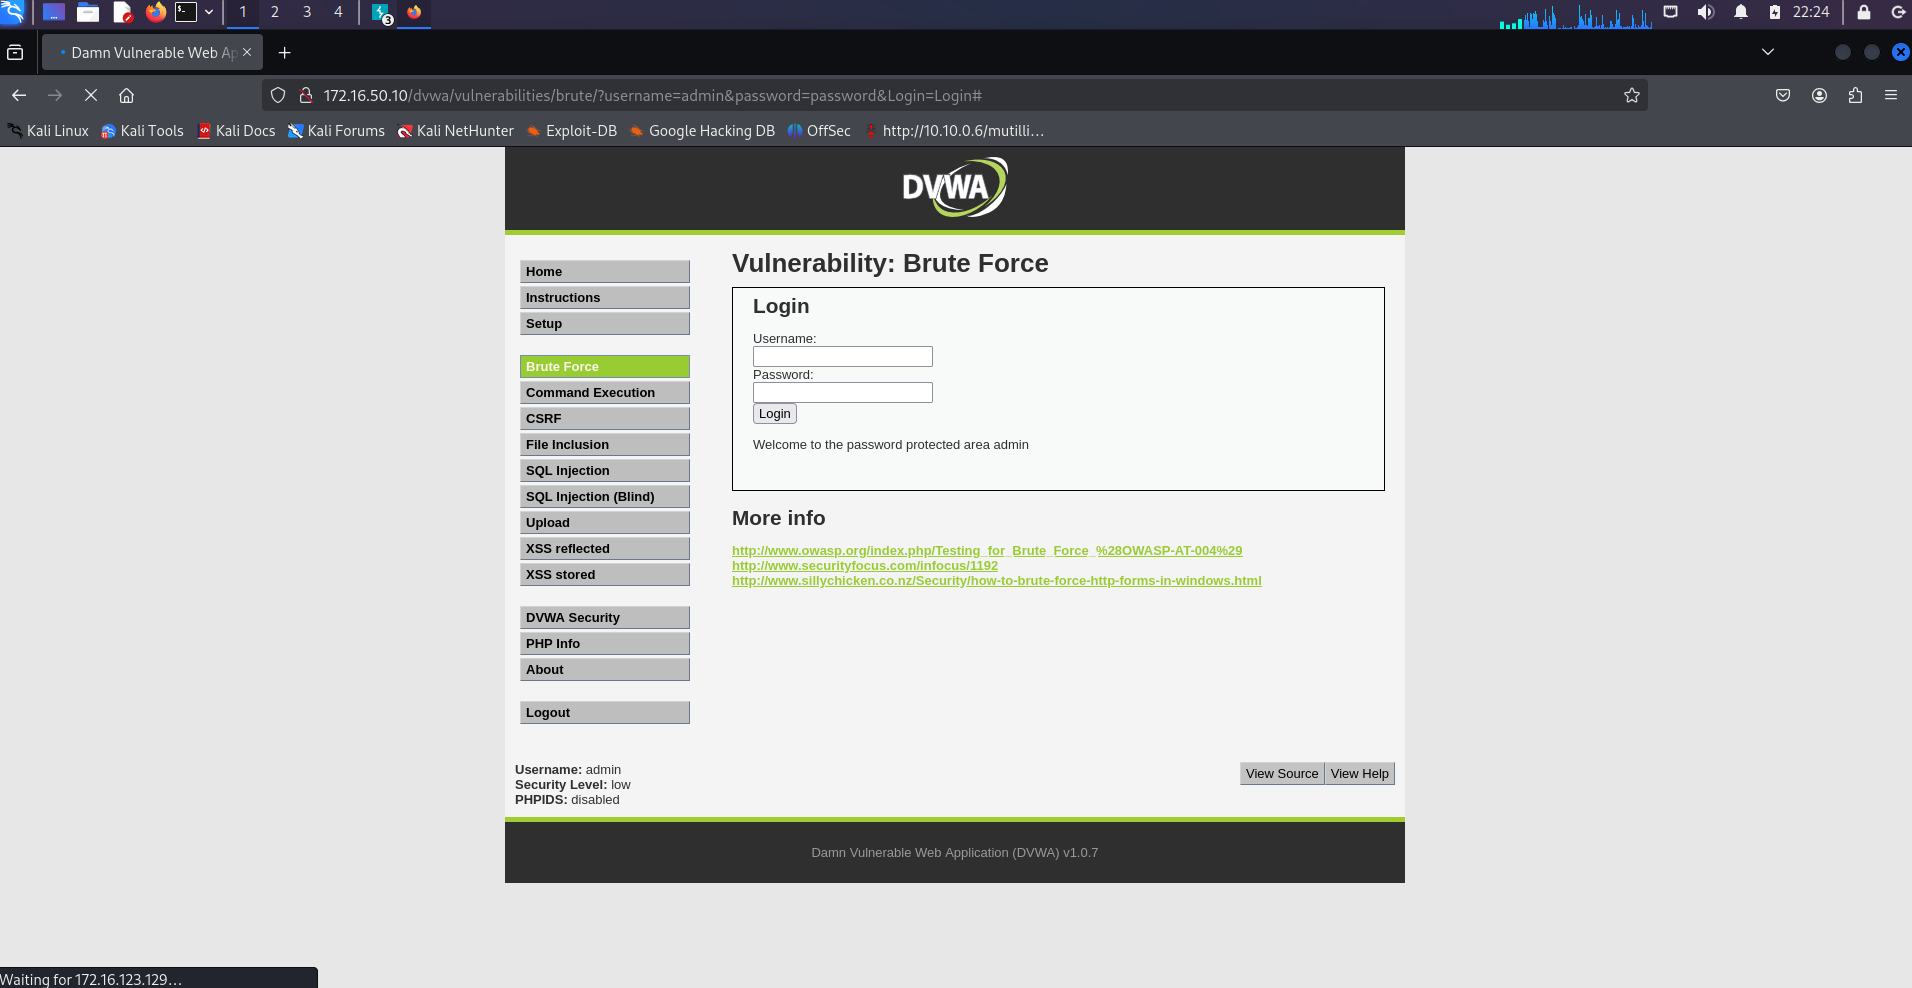 1 2 3 4 3 22:24
Damn Vulnerable Web Ap
172.16.50.10/dvwa/vulnerabilities/brute/?username=admin&password=password&Login=Login#
Kali Linux Kali Tools Kali Docs Kali Forums Kali NetHunter Exploit-DB Google Hacking DB OffSec http://10.10.0.6/mutilli…
DVWA
Home
Instructions
Setup
Brute Force
Command Execution
CSRF
File Inclusion
SQL Injection
SQL Injection (Blind)
Upload
XSS reflected
XSS stored
DVWA Security
PHP Info
About
Logout
Vulnerability: Brute Force
Login
Username:
Password:
Login
Welcome to the password protected area admin
More info
http://www.owasp.org/index.php/Testing_for_Brute_Force_%28OWASP-AT-004%29
http://www.securityfocus.com/infocus/1192
http://www.sillychicken.co.nz/Security/how-to-brute-force-http-forms-in-windows.html
Username: admin
Security Level: low
PHPIDS: disabled
View Source View Help
Damn Vulnerable Web Application (DVWA) v1.0.7
Waiting for 172.16.123.129…